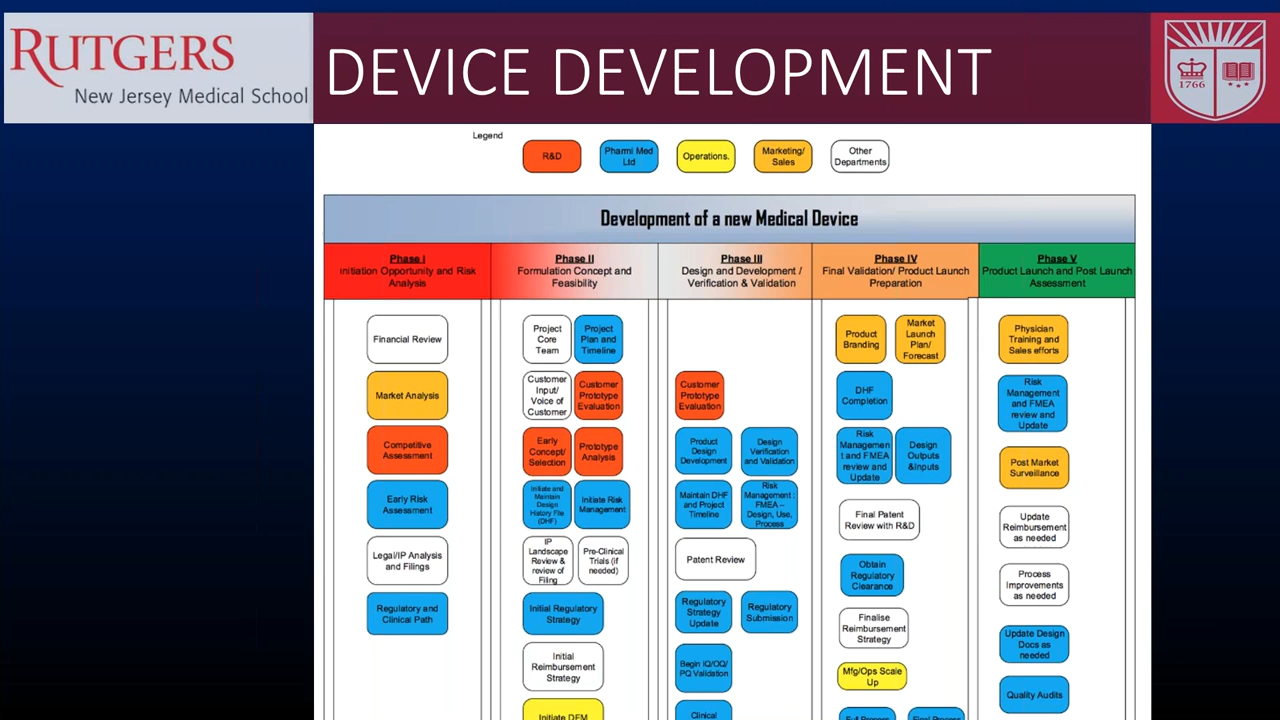 RUTGERS
New Jersey Medical School
DEVICE DEVELOPMENT
1766
Legend
R&D
Pharmi Med
Ltd
Operations.
Marketing/
Sales
Other
Departments
Development of a new Medical Device
Phase I
Initiation Opportunity and Risk
Analysis
Phase II
Formulation Concept and
Feasibility
Phase III
Design and Development /
Verification & Validation
Phase IV
Final Validation/ Product Launch
Preparation
Phase V
Product Launch and Post Launch
Assessment
Financial Review
Market Analysis
Competitive
Assessment
Early Risk
Assessment
Legal/IP Analysis
and Filings
Regulatory and
Clinical Path
Project
Core
Team
Project
Plan and
Timeline
Customer
Input/
Voice of
Customer
Customer
Prototype
Evaluation
Early
Concept/
Selection
Prototype
Analysis
Initiate and
Maintain
Design
History File
(DHF)
Initiate Risk
Management
IP
Landscape
Review &
review of
Filing
Pre-Clinical
Trials (if
needed)
Initial Regulatory
Strategy
Initial
Reimbursement
Strategy
Initiate DFM
Customer
Prototype
Evaluation
Product
Design
Development
Design
Verification
and Validation
Maintain DHF
and Project
Timeline
Risk
Management :
FMEA –
Design, Use,
Process
Patent Review
Regulatory
Strategy
Update
Regulatory
Submission
Begin IQ/OQ/
PQ Validation
Clinical
Product
Branding
Market
Launch
Plan/
Forecast
DHF
Completion
Risk
Managemen
t and FMEA
review and
Update
Design
Outputs
&Inputs
Final Patent
Review with R&D
Obtain
Regulatory
Clearance
Finalise
Reimbursement
Strategy
Mfg/Ops Scale
Up
Full Process
Final Process
Physician
Training and
Sales efforts
Risk
Management
and FMEA
review and
Update
Post Market
Surveillance
Update
Reimbursement
as needed
Process
Improvements
as needed
Update Design
Docs as
needed
Quality Audits